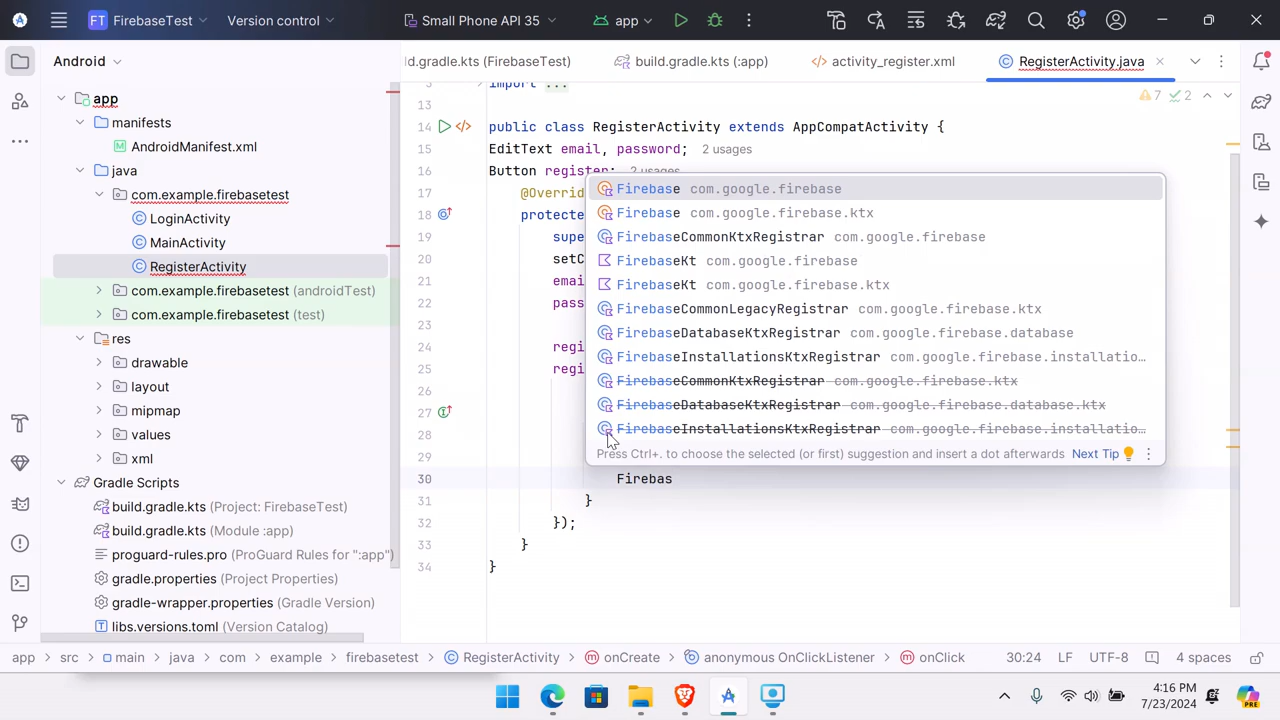 FT FirebaseTest Version control Small Phone API 35 app
Android
d.gradle.kts (FirebaseTest) build.gradle.kts (:app) activity_register.xml RegisterActivity.java
app
manifests
AndroidManifest.xml
java
com.example.firebasetest
LoginActivity
MainActivity
RegisterActivity
com.example.firebasetest (androidTest)
com.example.firebasetest (test)
res
drawable
layout
mipmap
values
xml
Gradle Scripts
build.gradle.kts (Project: FirebaseTest)
build.gradle.kts (Module :app)
proguard-rules.pro (ProGuard Rules for ":app")
gradle.properties (Project Properties)
gradle-wrapper.properties (Gradle Version)
libs.versions.toml (Version Catalog)
7 2
3 import ...
13
14 public class RegisterActivity extends AppCompatActivity {
15 EditText email, password; 2 usages
16 Button register; 2 usages
17 @Overrid
18 protecte
19 supe
20 setC
21 emai
22 pass
23
24 regi
25 regi
26
27
28
29
30 Firebas
31 }
32 });
33 }
34 }
Firebase com.google.firebase
Firebase com.google.firebase.ktx
FirebaseCommonKtxRegistrar com.google.firebase
FirebaseKt com.google.firebase
FirebaseKt com.google.firebase.ktx
FirebaseCommonLegacyRegistrar com.google.firebase.ktx
FirebaseDatabaseKtxRegistrar com.google.firebase.database
FirebaseInstallationsKtxRegistrar com.google.firebase.installatio…
FirebaseCommonKtxRegistrar com.google.firebase.ktx
FirebaseDatabaseKtxRegistrar com.google.firebase.database.ktx
FirebaseInstallationsKtxRegistrar com.google.firebase.installatio…
Press Ctrl+. to choose the selected (or first) suggestion and insert a dot afterwards Next Tip
app > src > main > java > com > example > firebasetest > RegisterActivity > onCreate > anonymous OnClickListener > onClick 30:24 LF UTF-8 4 spaces
4:16 PM
7/23/2024
PRE